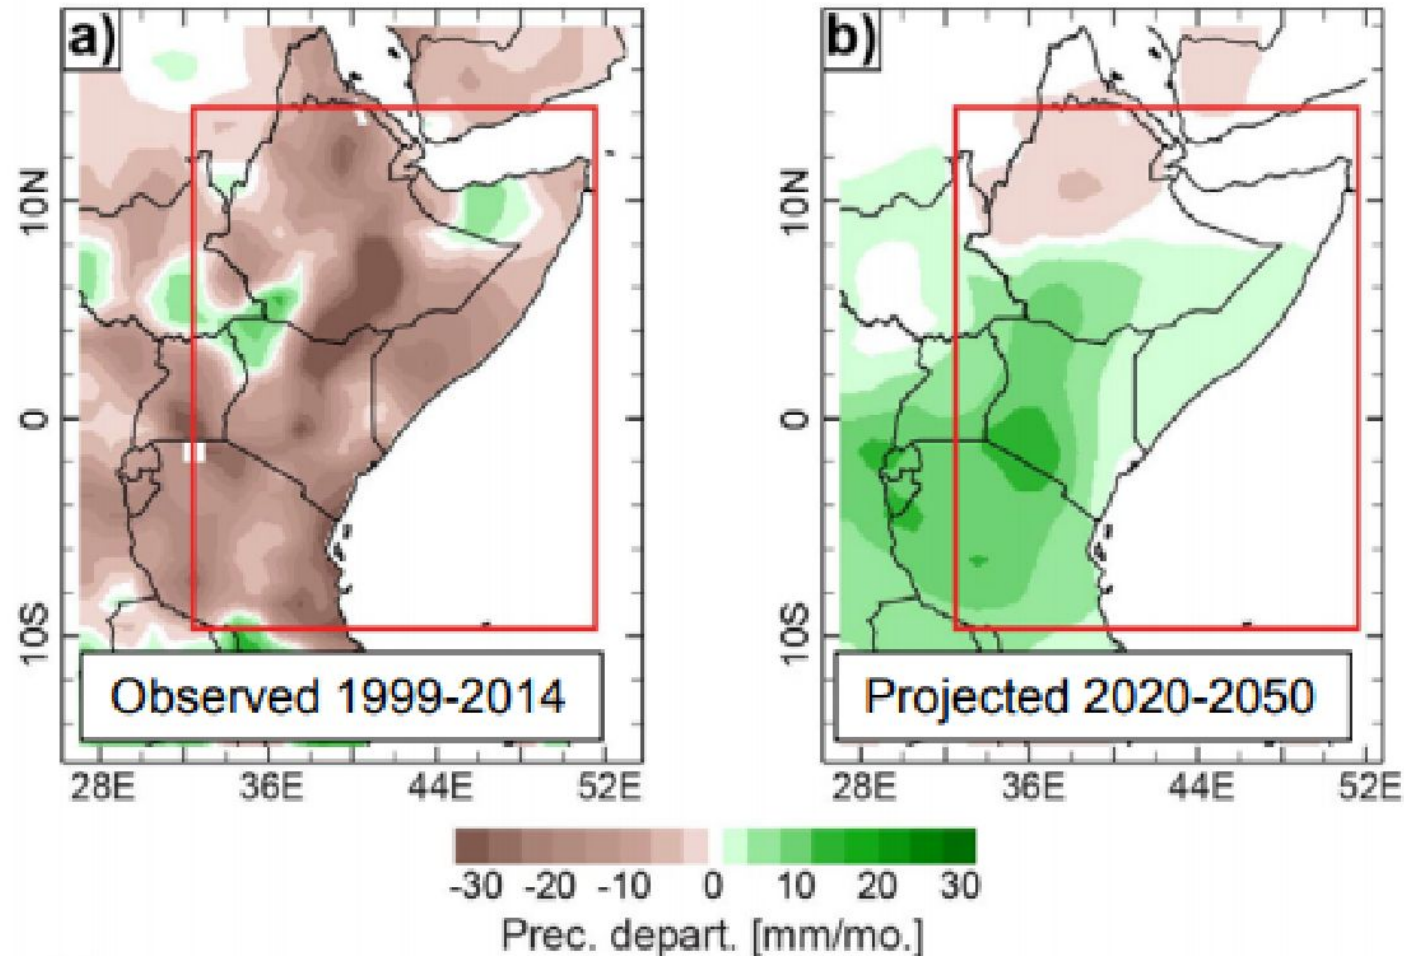 a)
b)
10N
0
10S
10N
0
10S
Observed 1999-2014
Projected 2020-2050
28E 36E 44E 52E
28E 36E 44E 52E
-30 -20 -10 0 10 20 30
Prec. depart. [mm/mo.]